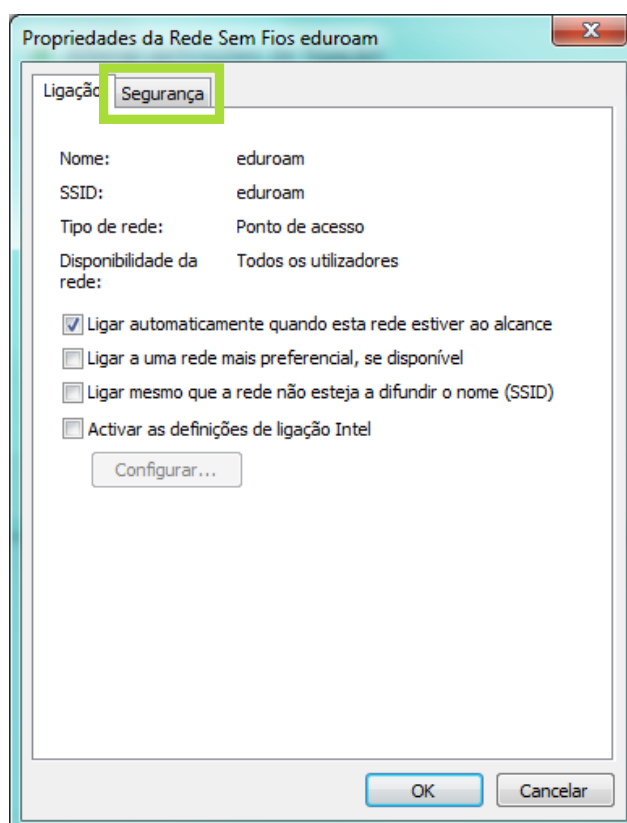 Propriedades da Rede Sem Fios eduroam
Ligação Segurança
Nome: eduroam
SSID: eduroam
Tipo de rede: Ponto de acesso
Disponibilidade da Todos os utilizadores
rede:
Ligar automaticamente quando esta rede estiver ao alcance
Ligar a uma rede mais preferencial, se disponível
Ligar mesmo que a rede não esteja a difundir o nome (SSID)
Activar as definições de ligação Intel
Configurar...
OK Cancelar